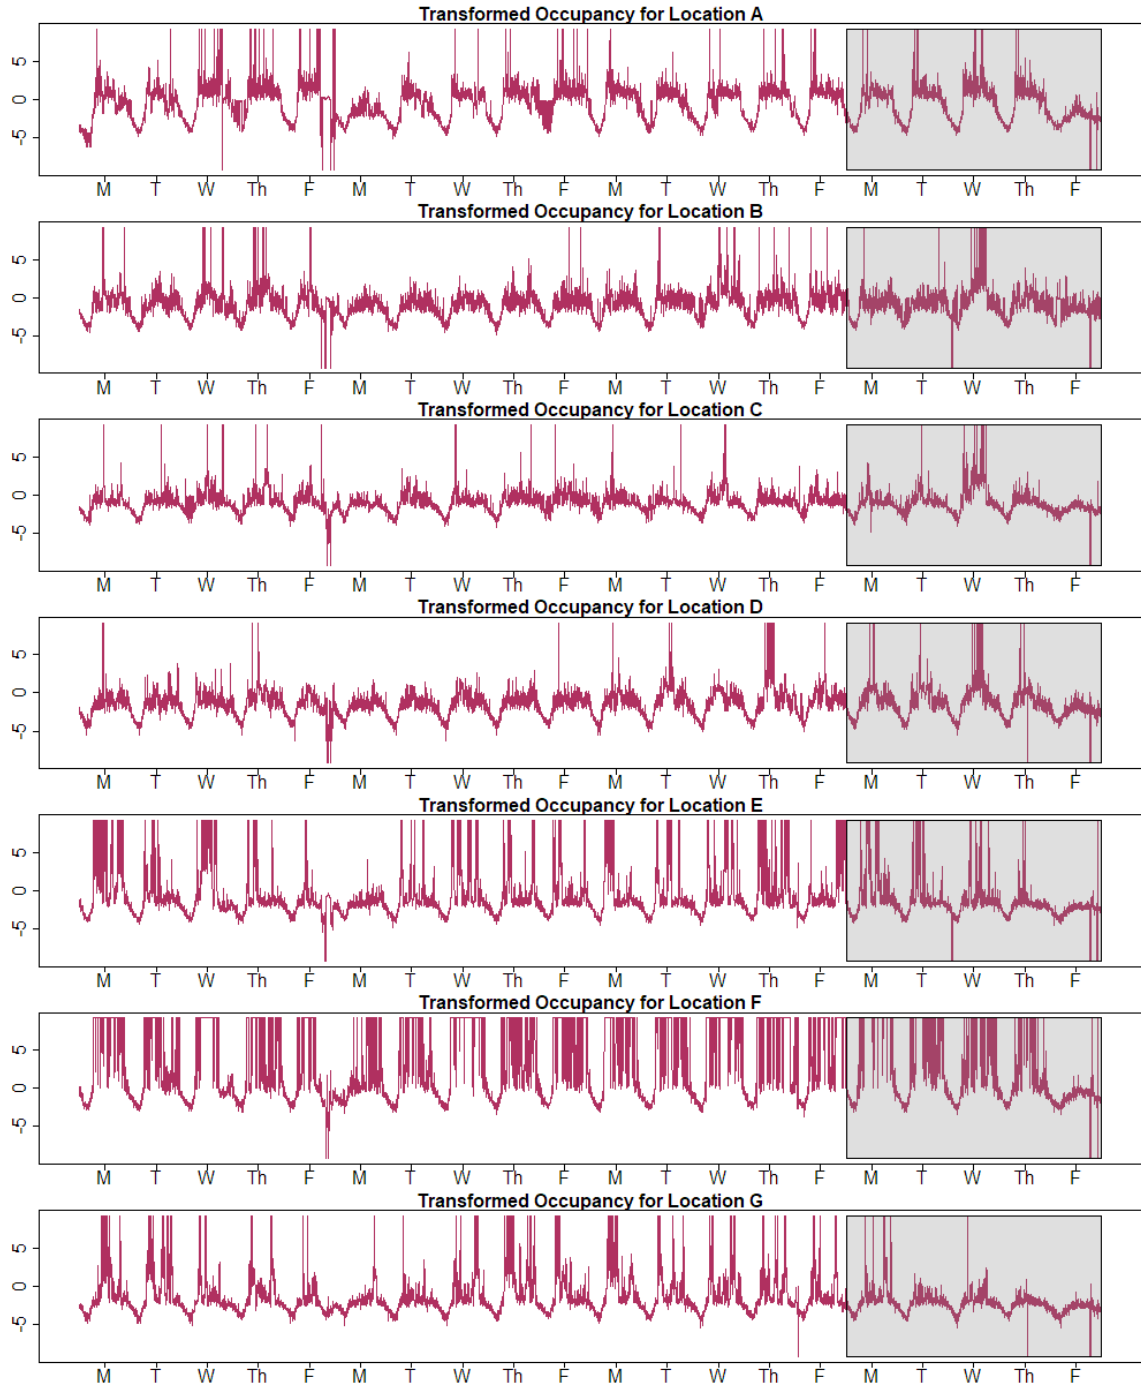 Transformed Occupancy for Location A
5
0
-5
M T W Th F M T W Th F M T W Th F M T W Th F
Transformed Occupancy for Location B
5
0
-5
M T W Th F M T W Th F M T W Th F M T W Th F
Transformed Occupancy for Location C
5
0
-5
M T W Th F M T W Th F M T W Th F M T W Th F
Transformed Occupancy for Location D
5
0
-5
M T W Th F M T W Th F M T W Th F M T W Th F
Transformed Occupancy for Location E
5
0
-5
M T W Th F M T W Th F M T W Th F M T W Th F
Transformed Occupancy for Location F
5
0
-5
M T W Th F M T W Th F M T W Th F M T W Th F
Transformed Occupancy for Location G
5
0
-5
M T W Th F M T W Th F M T W Th F M T W Th F